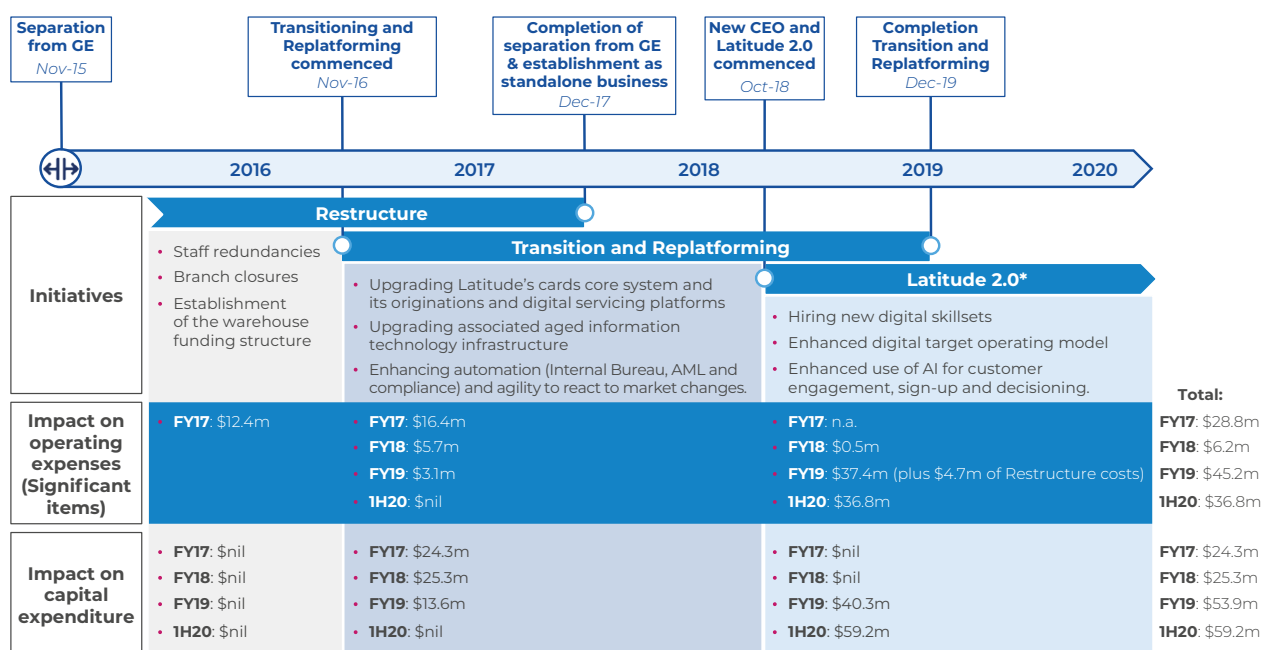 Separation
from GE
Nov-15
Transitioning and
Replatforming
commenced
Nov-16
Completion of
separation from GE
& establishment as
standalone business
Dec-17
New CEO and
Latitude 2.0
commenced
Oct-18
Completion
Transition and
Replatforming
Dec-19
2016
2017
2018
2019
2020
Initiatives
Restructure
• Staff redundancies
• Branch closures
• Establishment
of the warehouse
funding structure
Transition and Replatforming
• Upgrading Latitude's cards core system and
its originations and digital servicing platforms
• Upgrading associated aged information
technology infrastructure
• Enhancing automation (Internal Bureau, AML and
compliance) and agility to react to market changes.
Latitude 2.0*
• Hiring new digital skillsets
• Enhanced digital target operating model
• Enhanced use of AI for customer
engagement, sign-up and decisioning.
Total:
Impact on
operating
expenses
(Significant
items)
• FY17: $12.4m
• FY17: $16.4m
• FY18: $5.7m
• FY19: $3.1m
• 1H20: $nil
• FY17: n.a.
• FY18: $0.5m
• FY19: $37.4m (plus $4.7m of Restructure costs)
• 1H20: $36.8m
FY17: $28.8m
FY18: $6.2m
FY19: $45.2m
1H20: $36.8m
Impact on
capital
expenditure
• FY17: $nil
• FY18: $nil
• FY19: $nil
• 1H20: $nil
• FY17: $24.3m
• FY18: $25.3m
• FY19: $13.6m
• 1H20: $nil
• FY17: $nil
• FY18: $nil
• FY19: $40.3m
• 1H20: $59.2m
FY17: $24.3m
FY18: $25.3m
FY19: $53.9m
1H20: $59.2m